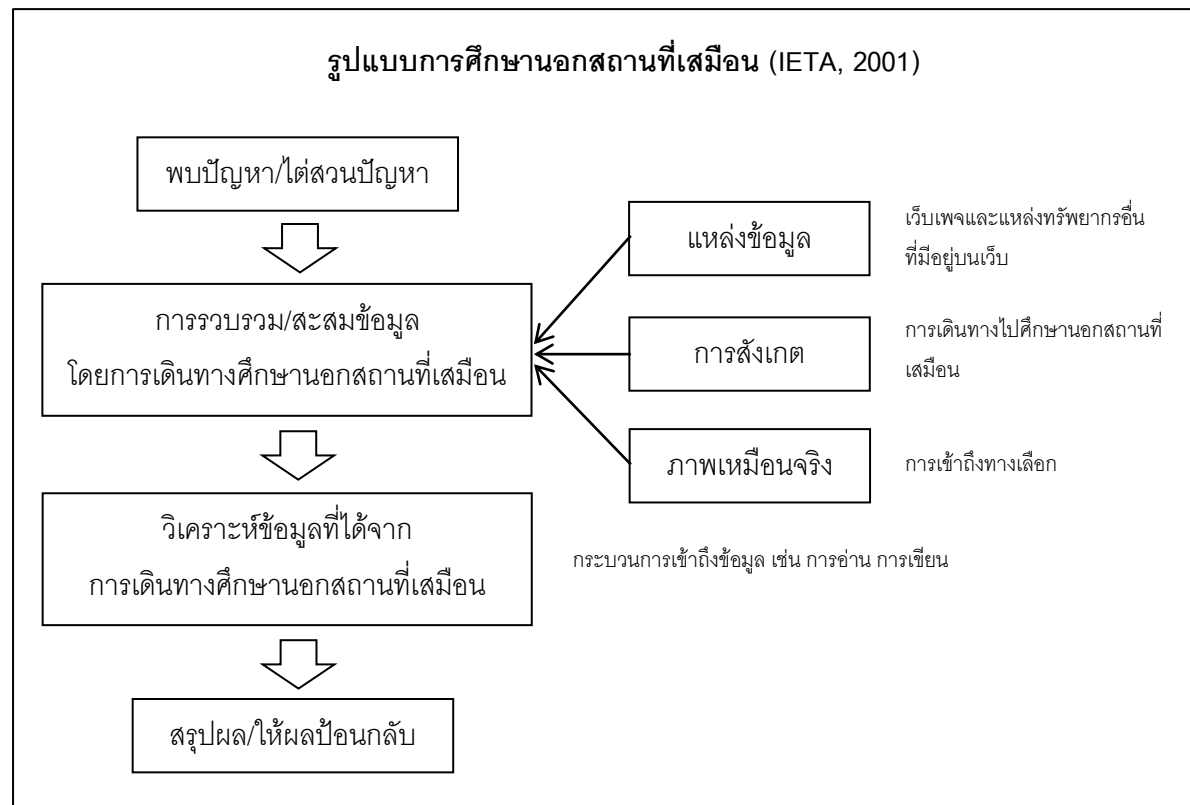 รูปแบบการศึกษานอกสถานที่เสมือน (IETA, 2001)
พบปัญหา/ไต่สวนปัญหา
แหล่งข้อมูล
เว็บเพจและแหล่งทรัพยากรอื่น
ที่มีอยู่บนเว็บ
การรวบรวม/สะสมข้อมูล
โดยการเดินทางศึกษานอกสถานที่เสมือน
การสังเกต
การเดินทางไปศึกษานอกสถานที่
เสมือน
ภาพเหมือนจริง
การเข้าถึงทางเลือก
วิเคราะห์ข้อมูลที่ได้จาก
การเดินทางศึกษานอกสถานที่เสมือน
กระบวนการเข้าถึงข้อมูล เช่น การอ่าน การเขียน
สรุปผล/ให้ผลป้อนกลับ